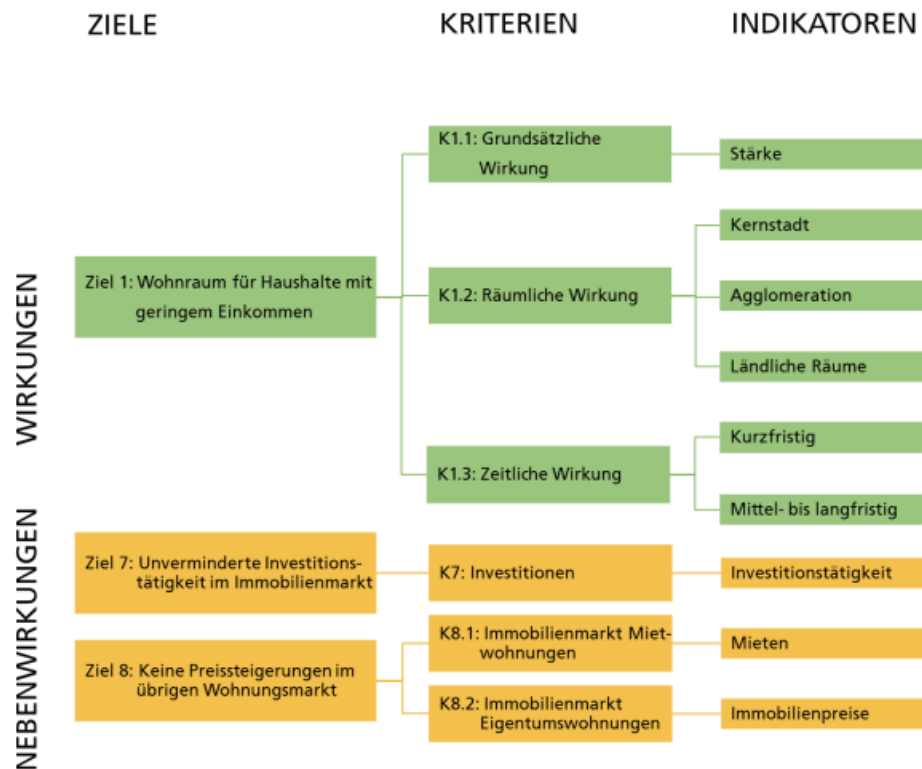 ZIELE
KRITERIEN
INDIKATOREN
WIRKUNGEN
Ziel 1: Wohnraum für Haushalte mit
geringem Einkommen
K1.1: Grundsätzliche
Wirkung
Stärke
K1.2: Räumliche Wirkung
Kernstadt
Agglomeration
Ländliche Räume
K1.3: Zeitliche Wirkung
Kurzfristig
Mittel- bis langfristig
NEBENWIRKUNGEN
Ziel 7: Unverminderte Investitions-
tätigkeit im Immobilienmarkt
K7: Investitionen
Investitionstätigkeit
Ziel 8: Keine Preissteigerungen im
übrigen Wohnungsmarkt
K8.1: Immobilienmarkt Miet-
wohnungen
Mieten
K8.2: Immobilienmarkt
Eigentumswohnungen
Immobilienpreise